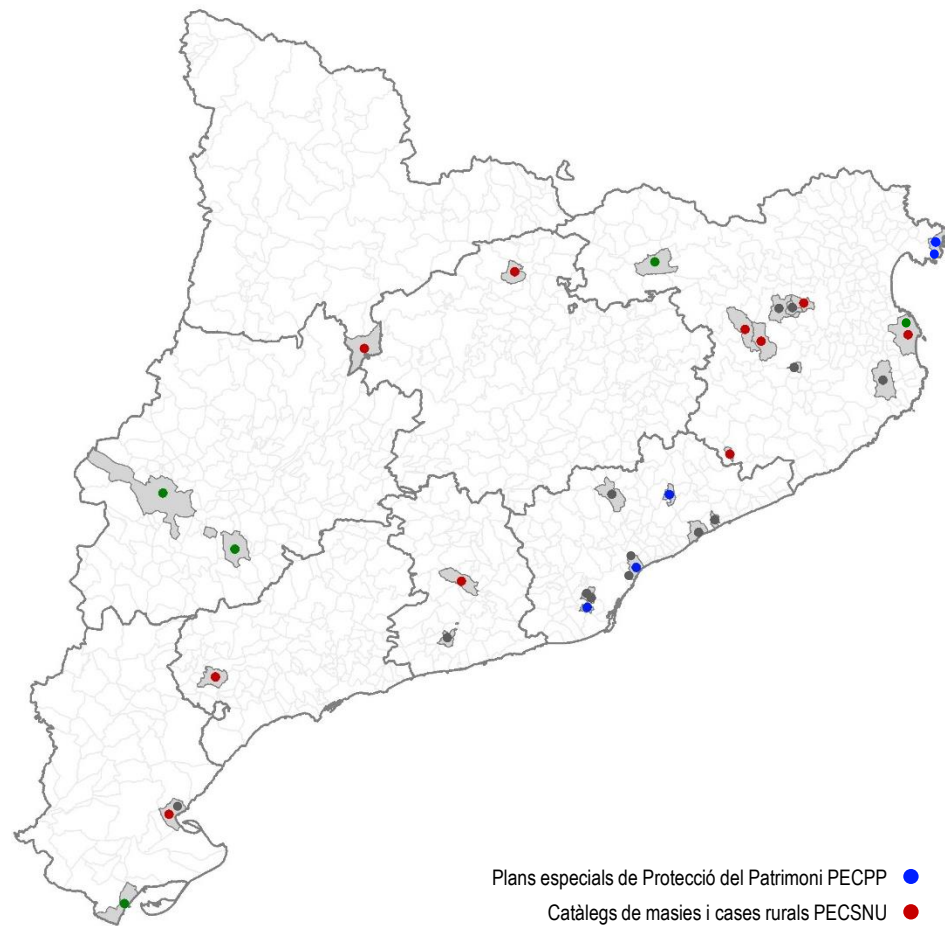 Plans especials de Protecció del Patrimoni PECPP
Catàlegs de masies i cases rurals PECSNU